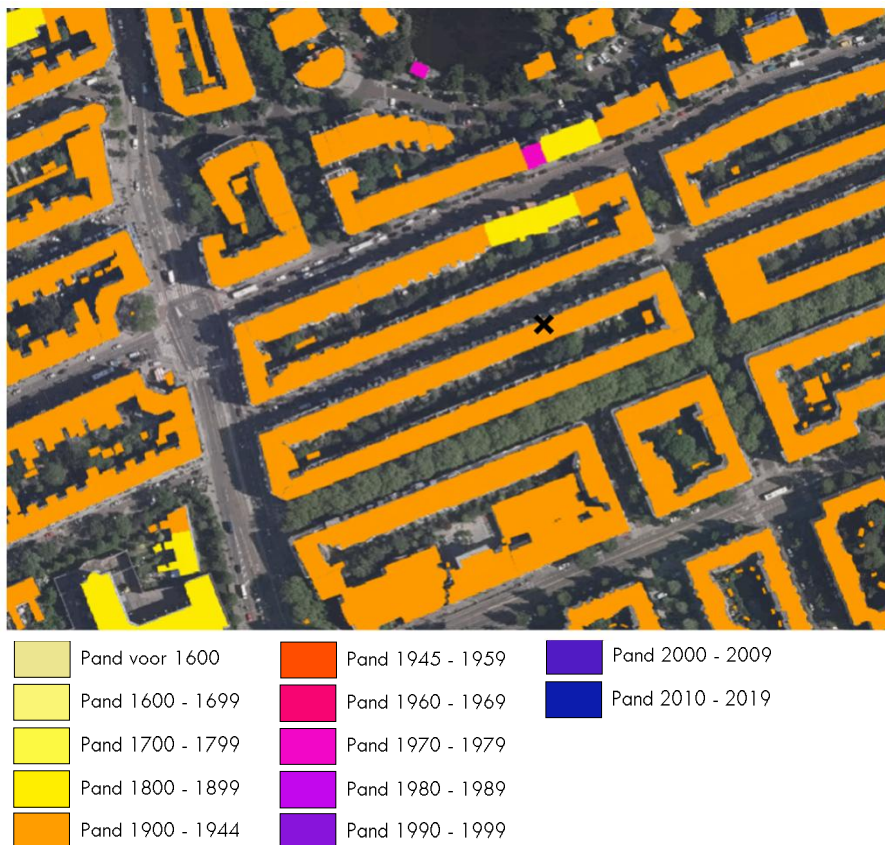 Pand voor 1600
Pand 1600 - 1699
Pand 1700 - 1799
Pand 1800 - 1899
Pand 1900 - 1944
Pand 1945 - 1959
Pand 1960 - 1969
Pand 1970 - 1979
Pand 1980 - 1989
Pand 1990 - 1999
Pand 2000 - 2009
Pand 2010 - 2019